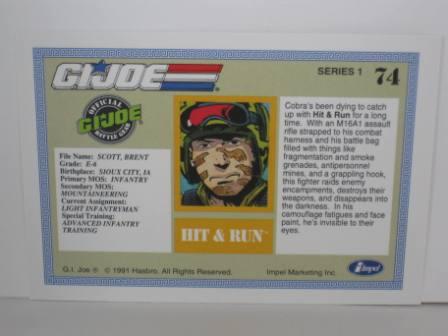 GI JOE
SERIES 1 74
OFFICIAL
GI JOE
BATTLE GEAR
File Name: SCOTT, BRENT
Grade: E-4
Birthplace: SIOUX CITY, IA
Primary MOS: INFANTRY
Secondary MOS:
MOUNTAINEERING
Current Assignment:
LIGHT INFANTRYMAN
Special Training:
ADVANCED INFANTRY
TRAINING
HIT & RUN™
Cobra's been dying to catch
up with Hit & Run for a long
time. With an M16A1 assault
rifle strapped to his combat
harness and his battle bag
filled with things like
fragmentation and smoke
grenades, antipersonnel
mines, and a grappling hook,
this fighter raids enemy
encampments, destroys their
weapons, and disappears into
the darkness. In his
camouflage fatigues and face
paint, he's invisible to their
eyes.
G.I. Joe ® © 1991 Hasbro. All Rights Reserved. Impel Marketing Inc.
impel